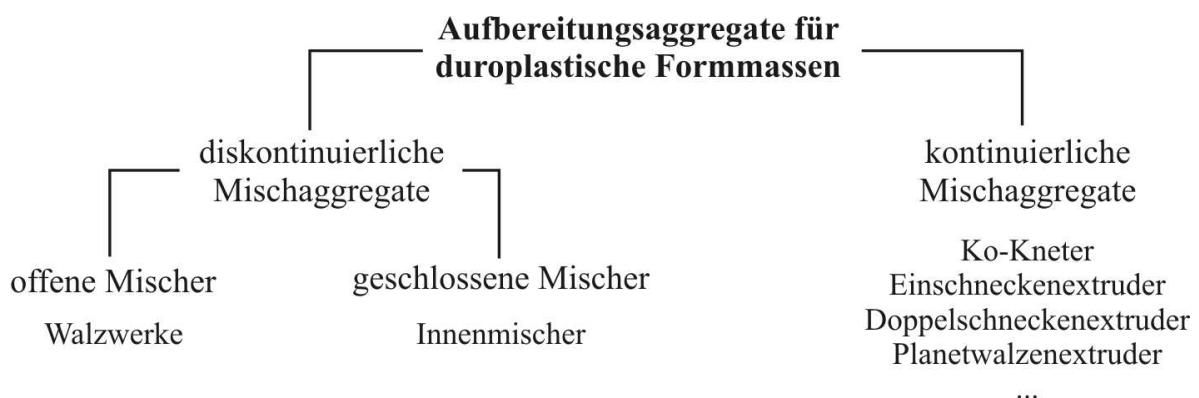 Aufbereitungsaggregate für
duroplastische Formmassen
diskontinuierliche
Mischaggregate
offene Mischer
Walzwerke
geschlossene Mischer
Innenmischer
kontinuierliche
Mischaggregate
Ko-Kneter
Einschneckenextruder
Doppelschneckenextruder
Planetwalzenextruder
...